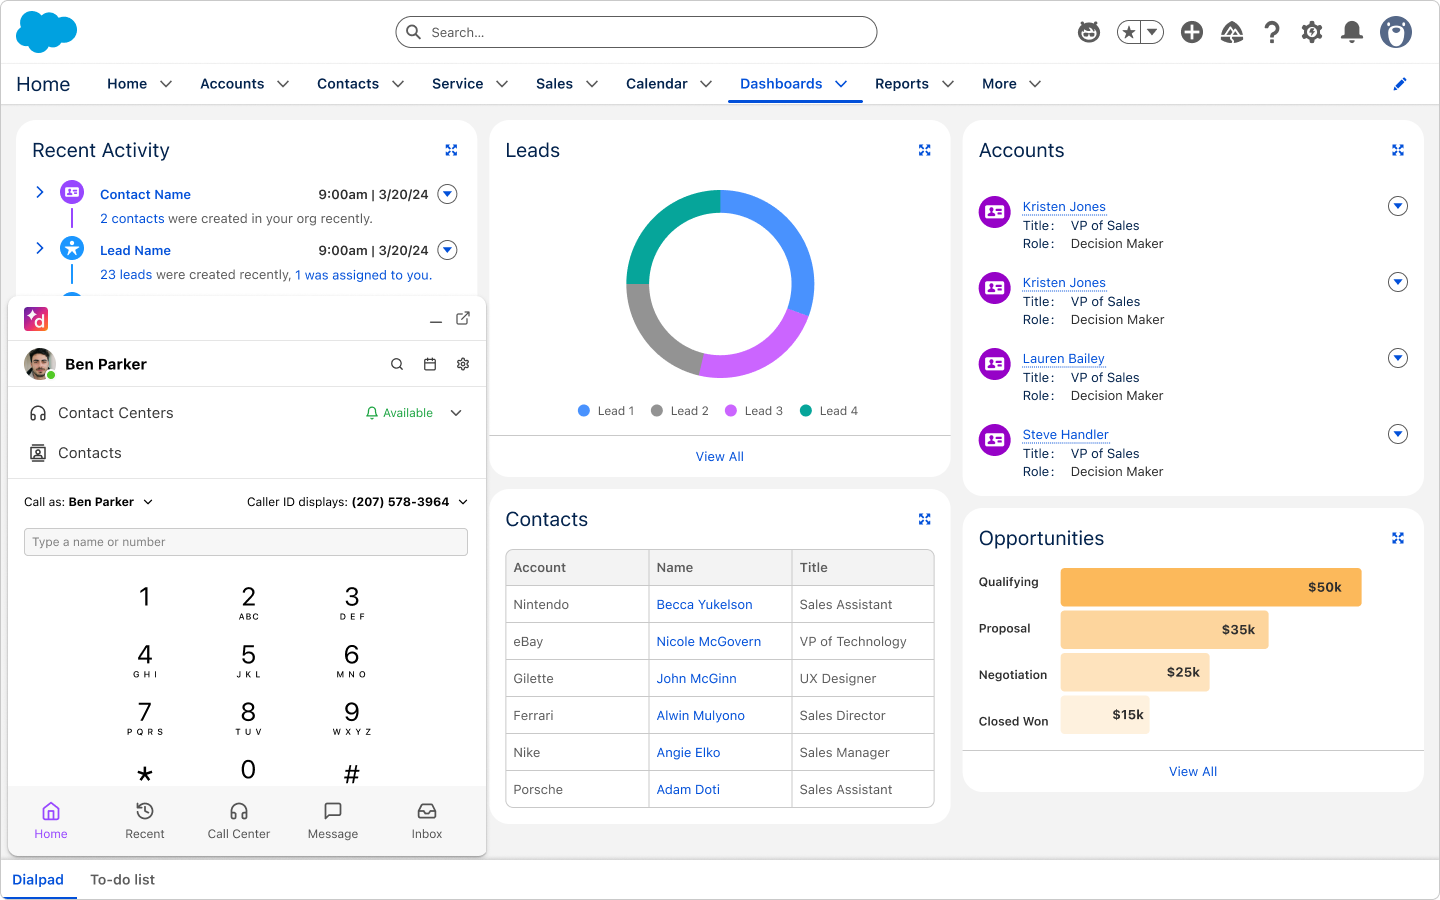 Search...
Home
Home
Accounts
Contacts
Service
Sales
Calendar
Dashboards
Reports
More
Recent Activity
Contact Name 9:00am | 3/20/24
2 contacts were created in your org recently.
Lead Name 9:00am | 3/20/24
23 leads were created recently, 1 was assigned to you.
d
Ben Parker
Contact Centers Available
Contacts
Call as: Ben Parker Caller ID displays: (207) 578-3964
Type a name or number
1 2 3
ABC DEF
4 5 6
GHI JKL MNO
7 8 9
PQRS TUV WXYZ
* 0 #
Home Recent Call Center Message Inbox
Leads
Lead 1 Lead 2 Lead 3 Lead 4
View All
Contacts
Account Name Title
Nintendo Becca Yukelson Sales Assistant
eBay Nicole McGovern VP of Technology
Gilette John McGinn UX Designer
Ferrari Alwin Mulyono Sales Director
Nike Angie Elko Sales Manager
Porsche Adam Doti Sales Assistant
Accounts
Kristen Jones
Title: VP of Sales
Role: Decision Maker
Kristen Jones
Title: VP of Sales
Role: Decision Maker
Lauren Bailey
Title: VP of Sales
Role: Decision Maker
Steve Handler
Title: VP of Sales
Role: Decision Maker
Opportunities
Qualifying $50k
Proposal $35k
Negotiation $25k
Closed Won $15k
View All
Dialpad To-do list